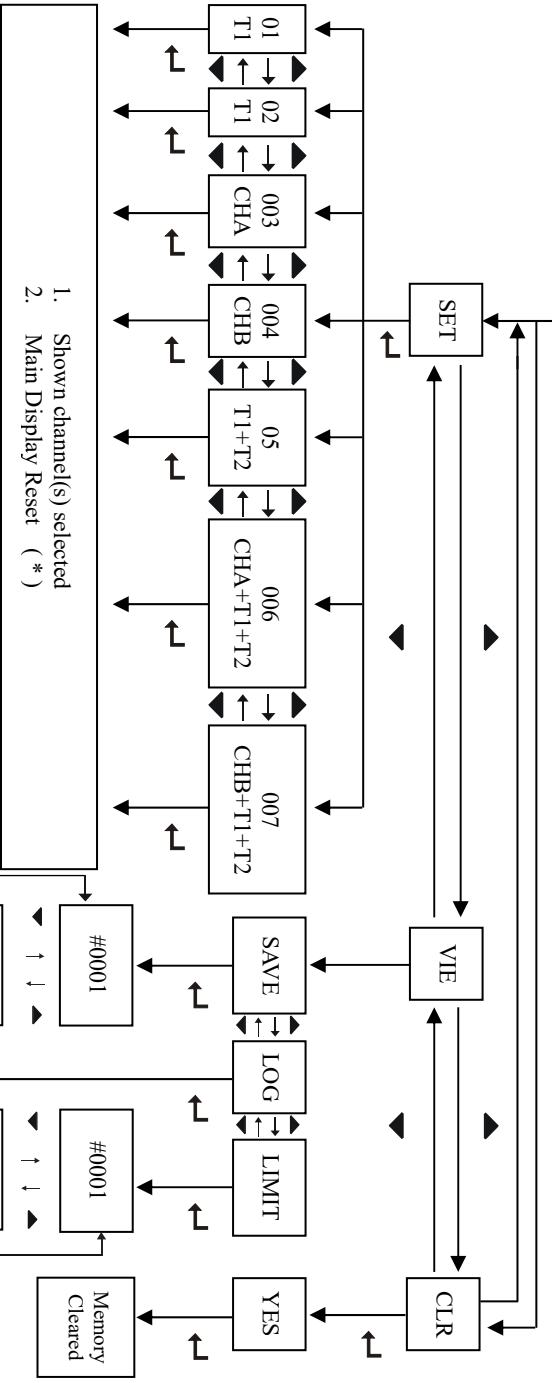 SET
VIE
CLR
01
T1
02
T1
003
CHA
004
CHB
05
T1+T2
006
CHA+T1+T2
007
CHB+T1+T2
SAVE
LOG
LIMIT
YES
#0001
#0001
Memory
Cleared
1. Shown channel(s) selected
2. Main Display Reset ( * )